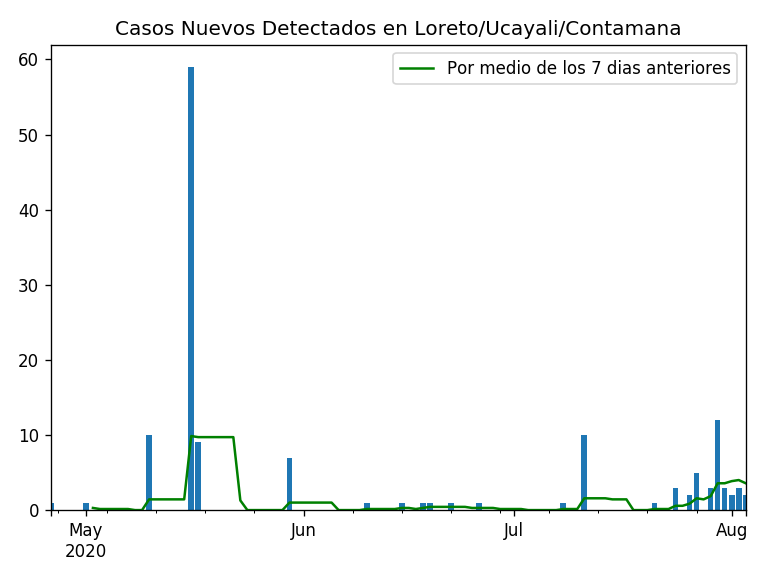 Casos Nuevos Detectados en Loreto/Ucayali/Contamana
Por medio de los 7 dias anteriores
60
50
40
30
20
10
0
May
2020
Jun
Jul
Aug